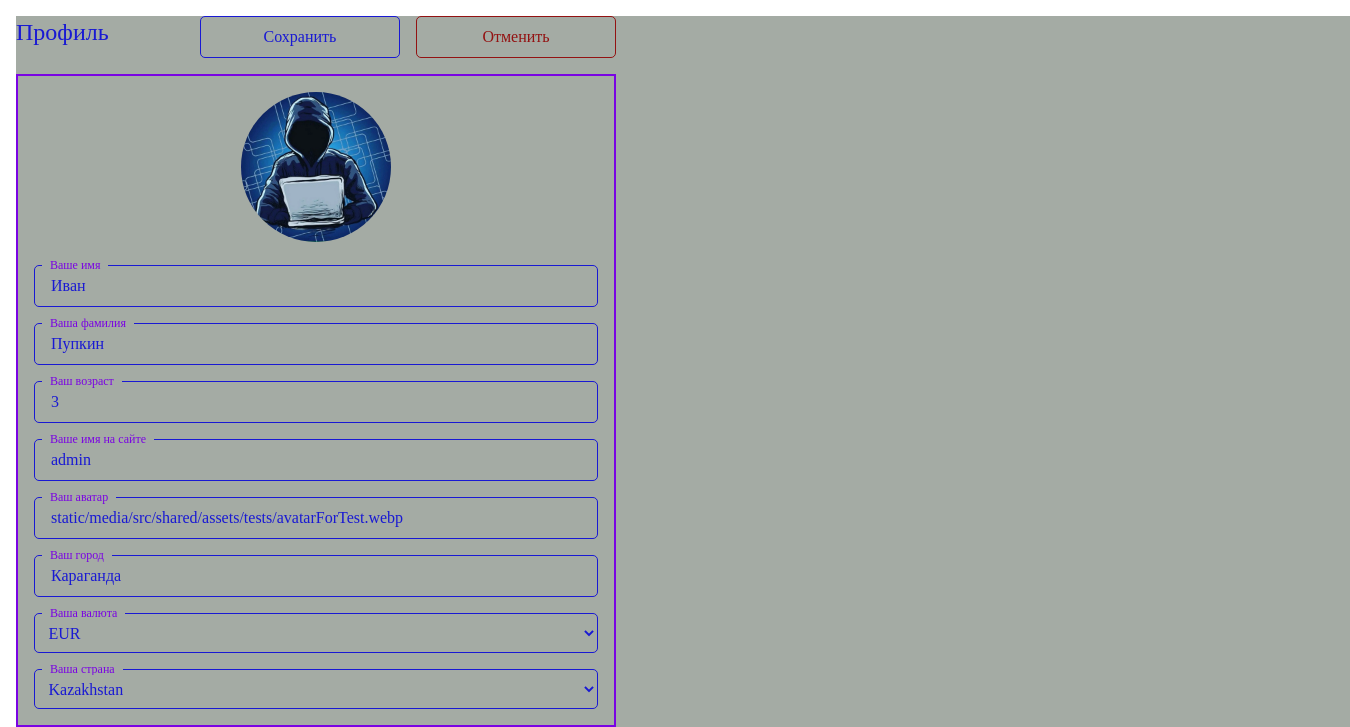 Профиль
Сохранить
Отменить
Ваше имя
Иван
Ваша фамилия
Пупкин
Ваш возраст
3
Ваше имя на сайте
admin
Ваш аватар
static/media/src/shared/assets/tests/avatarForTest.webp
Ваш город
Караганда
Ваша валюта
EUR
Ваша страна
Kazakhstan